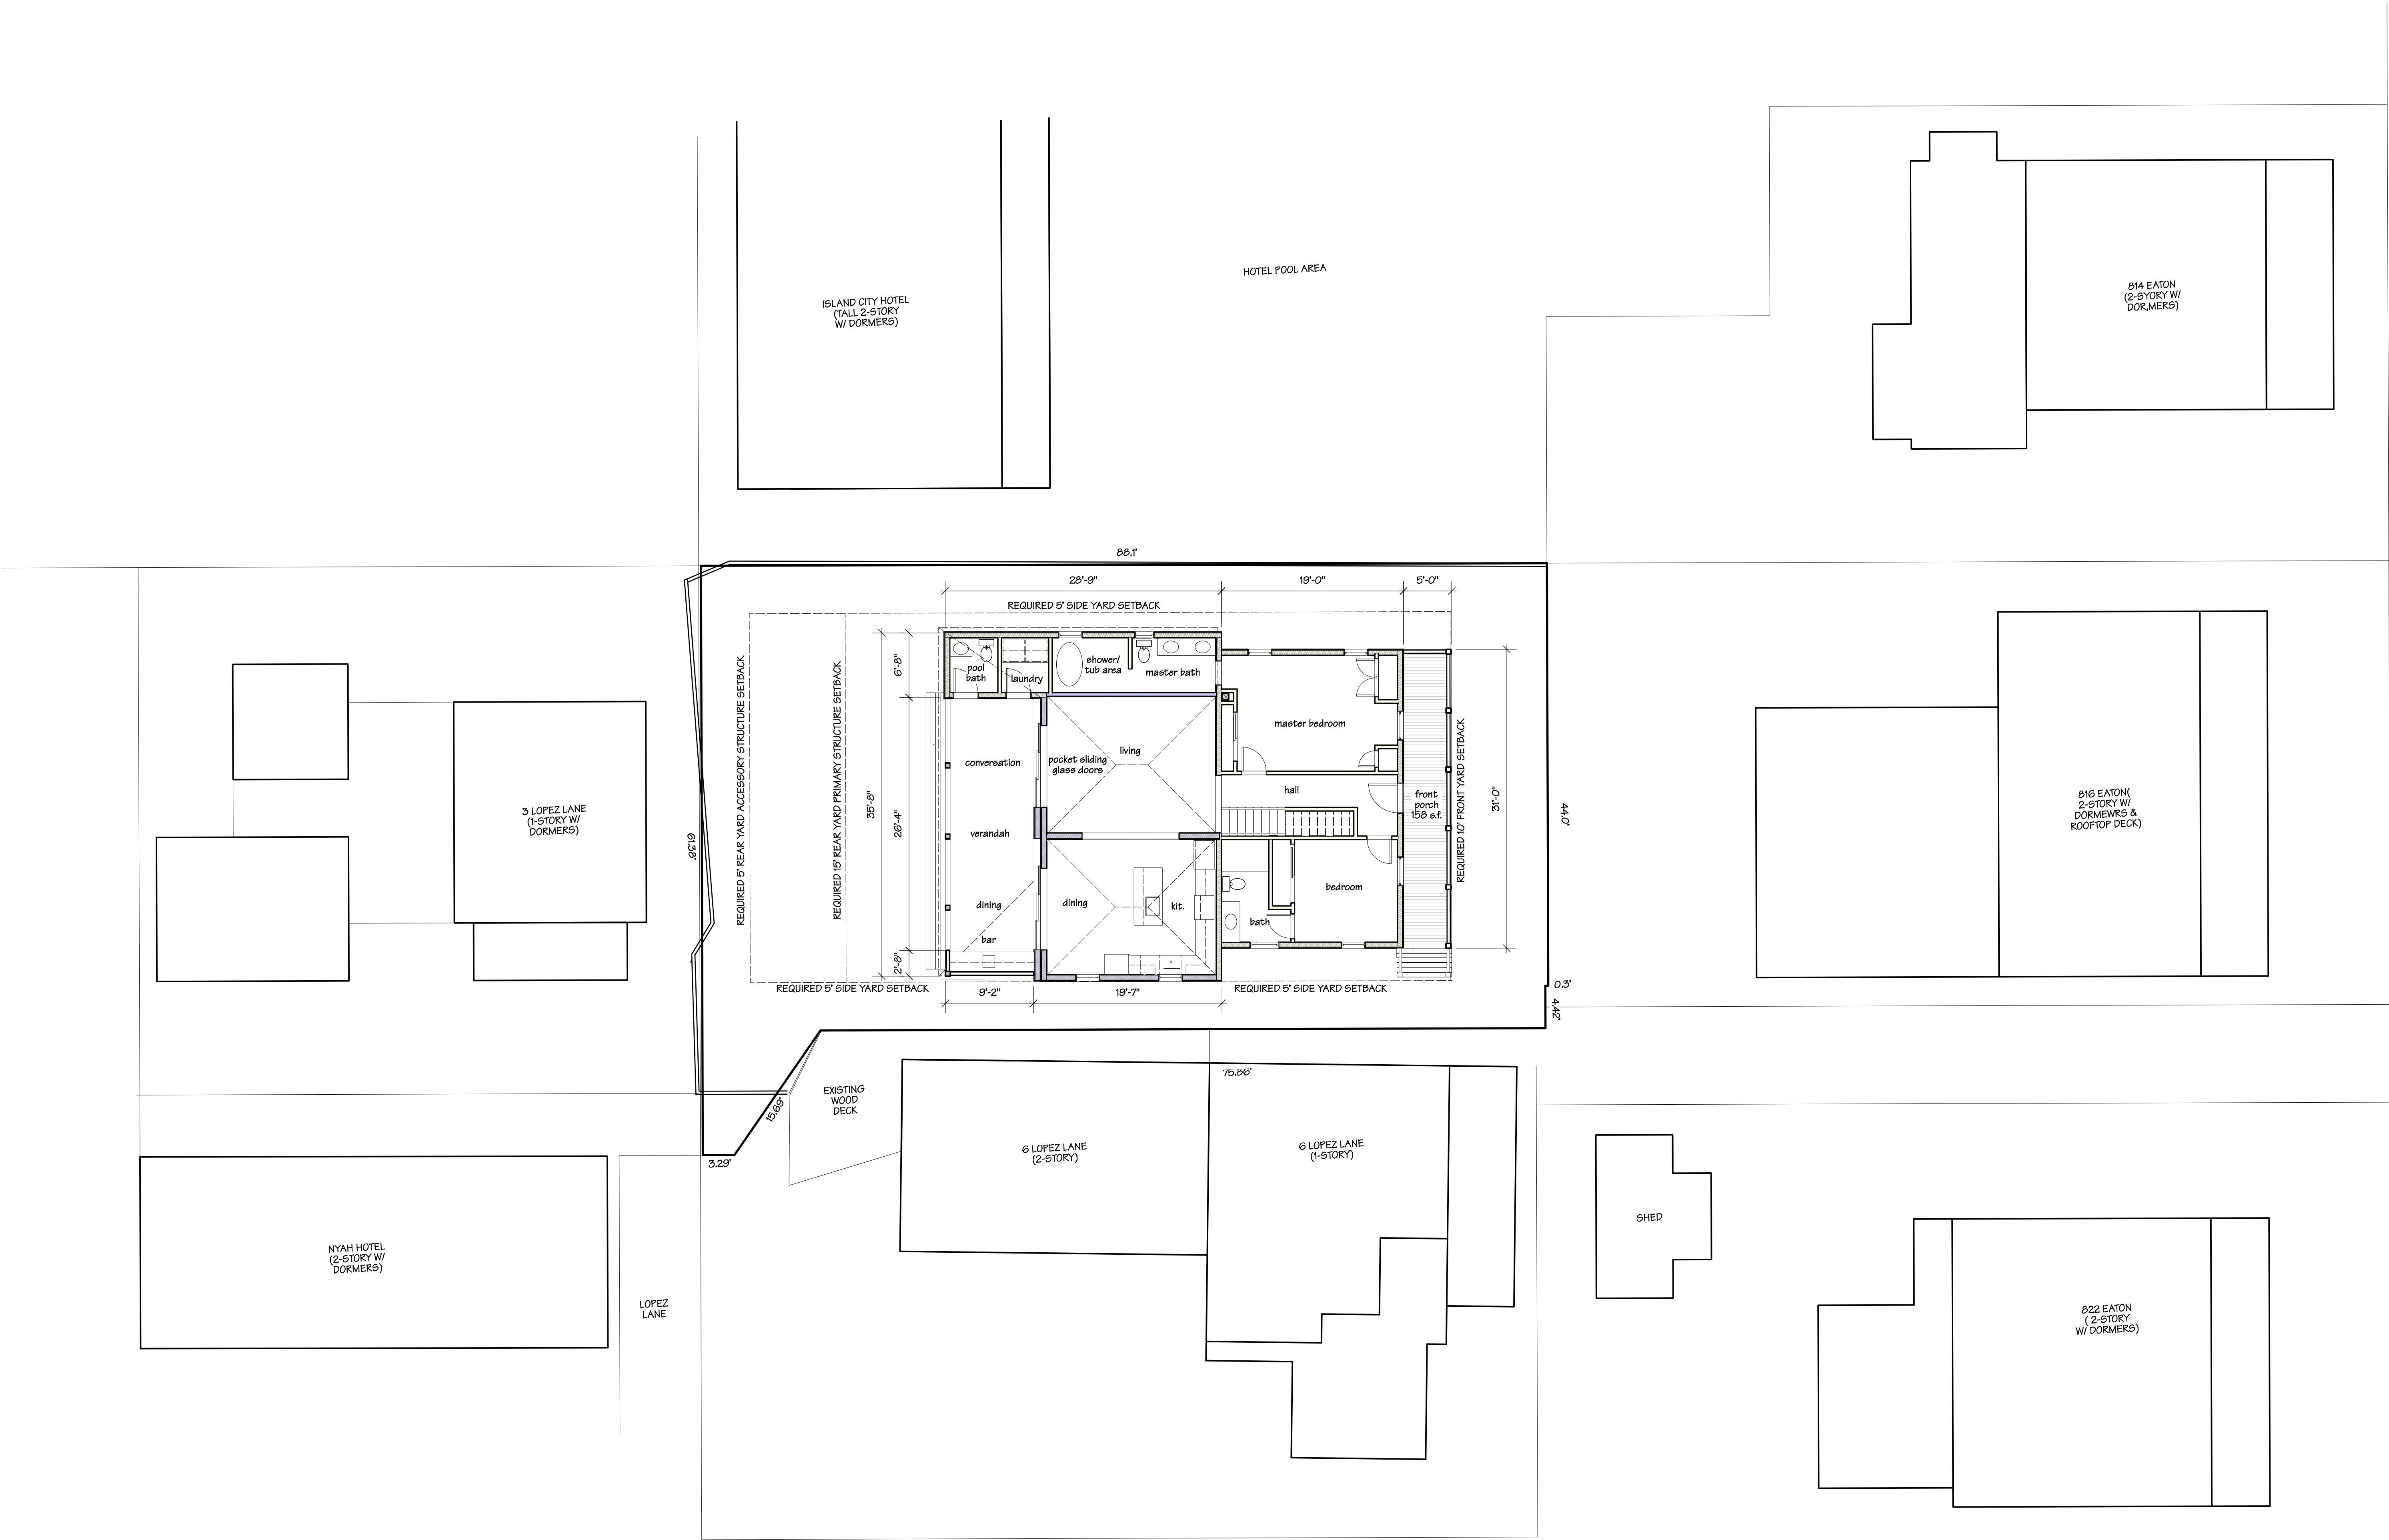 HOTEL POOL AREA
ISLAND CITY HOTEL
(TALL 2-STORY
W/ DORMERS)
814 EATON
(2-SYORY W/
DOR,MERS)
88.1'
28'-9"
19'-0"
5'-0"
REQUIRED 5' SIDE YARD SETBACK
REQUIRED 5' REAR YARD ACCESSORY STRUCTURE SETBACK
REQUIRED 15' REAR YARD PRIMARY STRUCTURE SETBACK
61.38'
35'-8"
6'-8"
26'-4"
2'-8"
pool
bath
laundry
shower/
tub area
master bath
master bedroom
living
pocket sliding
glass doors
conversation
hall
front
porch
158 s.f.
verandah
dining
bar
dining
kit.
bath
bedroom
REQUIRED 10' FRONT YARD SETBACK
31'-0"
44.0'
0.3'
4.42'
REQUIRED 5' SIDE YARD SETBACK
REQUIRED 5' SIDE YARD SETBACK
9'-2"
19'-7"
3 LOPEZ LANE
(1-STORY W/
DORMERS)
816 EATON(
2-STORY W/
DORMEWRS &
ROOFTOP DECK)
75.86'
EXISTING
WOOD
DECK
15.69'
3.29'
6 LOPEZ LANE
(2-STORY)
6 LOPEZ LANE
(1-STORY)
SHED
NYAH HOTEL
(2-STORY W/
DORMERS)
LOPEZ
LANE
822 EATON
( 2-STORY
W/ DORMERS)